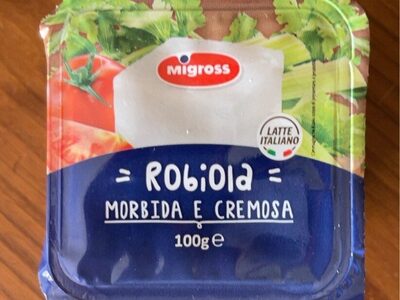 MiGROSS
LATTE
ITALIANO
= RObiOla =
MORBIDA E CREMOSA
100g e